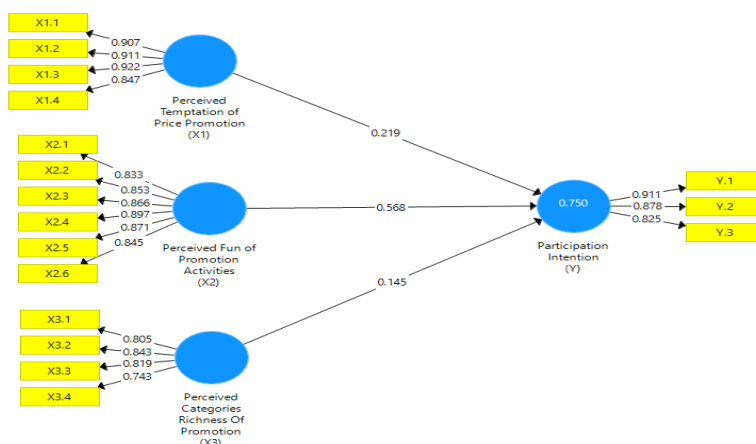 X1.1
X1.2
X1.3
X1.4
0.907
0.911
0.922
0.847
Perceived
Temptation of
Price Promotion
(X1)
0.219
X2.1
X2.2
X2.3
X2.4
X2.5
X2.6
0.833
0.853
0.866
0.897
0.871
0.845
Perceived Fun of
Promotion
Activities
(X2)
0.568
0.750
Participation
Intention
(Y)
0.911
0.878
0.825
Y.1
Y.2
Y.3
0.145
X3.1
X3.2
X3.3
X3.4
0.805
0.843
0.819
0.743
Perceived
Categories
Richness Of
Promotion
(X3)